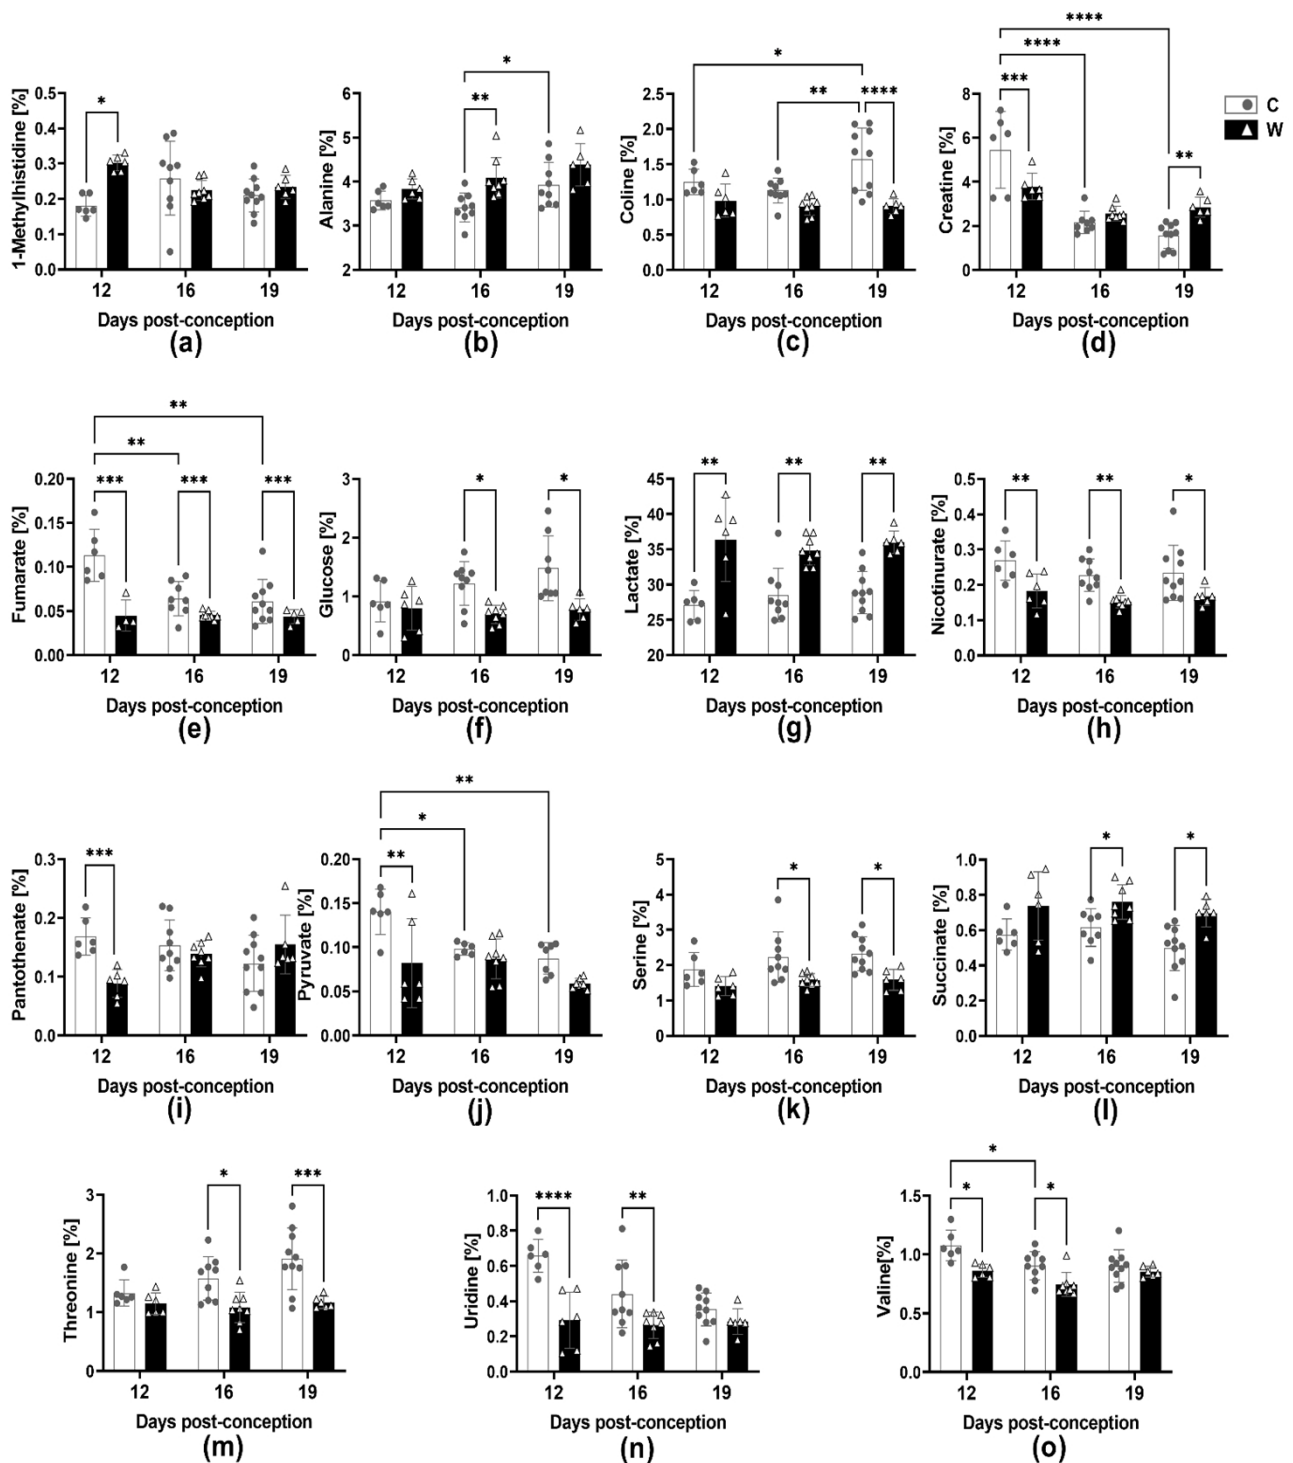 **** 
****
*
*
**
*
**
****
***
**
1-Methylhistidine [%]
0.5
0.4
0.3
0.2
0.1
0.0
12 16 19
Days post-conception
(a)
Alanine [%]
6
5
4
3
2
12 16 19
Days post-conception
(b)
Coline [%]
2.5
2.0
1.5
1.0
0.5
0.0
12 16 19
Days post-conception
(c)
Creatine [%]
8
6
4
2
0
12 16 19
Days post-conception
(d)
C
W
**
**
***
***
***
Fumarate [%]
0.20
0.15
0.10
0.05
0.00
12 16 19
Days post-conception
(e)
*
*
Glucose [%]
3
2
1
0
12 16 19
Days post-conception
(f)
**
**
**
Lactate [%]
45
40
35
30
25
20
12 16 19
Days post-conception
(g)
**
**
*
Nicotinurate [%]
0.5
0.4
0.3
0.2
0.1
0.0
12 16 19
Days post-conception
(h)
***
Pantothenate [%]
0.3
0.2
0.1
0.0
12 16 19
Days post-conception
(i)
**
*
**
Pyruvate [%]
0.20
0.15
0.10
0.05
0.00
12 16 19
Days post-conception
(j)
*
*
Serine [%]
5
4
3
2
1
0
12 16 19
Days post-conception
(k)
*
*
Succinate [%]
1.0
0.8
0.6
0.4
0.2
0.0
12 16 19
Days post-conception
(l)
*
***
Threonine [%]
3
2
1
0
12 16 19
Days post-conception
(m)
****
**
Uridine [%]
1.0
0.8
0.6
0.4
0.2
0.0
12 16 19
Days post-conception
(n)
*
*
*
Valine[%]
1.5
1.0
0.5
0.0
12 16 19
Days post-conception
(o)